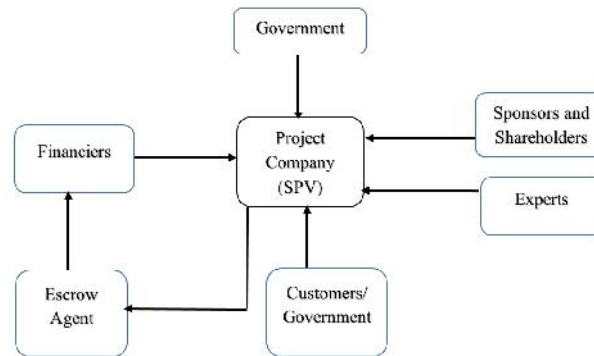 Government
Sponsors and
Shareholders
Project
Company
(SPV)
Financiers
Experts
Escrow
Agent
Customers/
Government